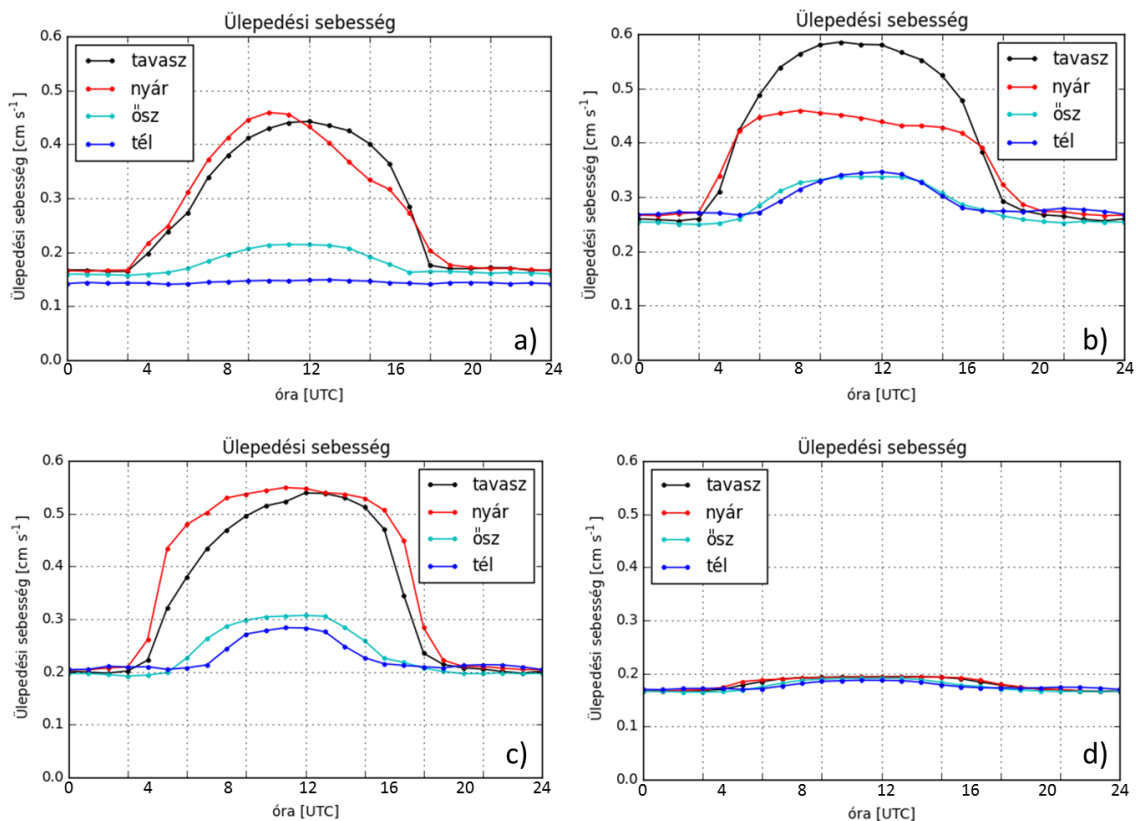 Ülepedési sebesség
Ülepedési sebesség [cm s⁻¹]
0.6
0.5
0.4
0.3
0.2
0.1
0.0
tavasz
nyár
ősz
tél
a)
0 4 8 12 16 20 24
óra [UTC]
Ülepedési sebesség
Ülepedési sebesség [cm s⁻¹]
0.6
0.5
0.4
0.3
0.2
0.1
0.0
tavasz
nyár
ősz
tél
b)
0 4 8 12 16 20 24
óra [UTC]
Ülepedési sebesség
Ülepedési sebesség [cm s⁻¹]
0.6
0.5
0.4
0.3
0.2
0.1
0.0
tavasz
nyár
ősz
tél
c)
0 4 8 12 16 20 24
óra [UTC]
Ülepedési sebesség
Ülepedési sebesség [cm s⁻¹]
0.6
0.5
0.4
0.3
0.2
0.1
0.0
tavasz
nyár
ősz
tél
d)
0 4 8 12 16 20 24
óra [UTC]